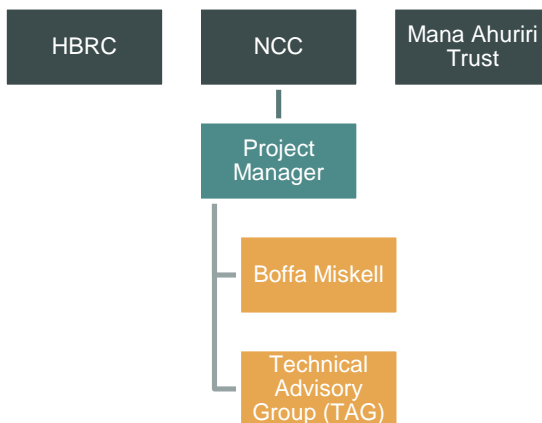 HBRC
NCC
Mana Ahuriri
Trust
Project
Manager
Boffa Miskell
Technical
Advisory
Group (TAG)